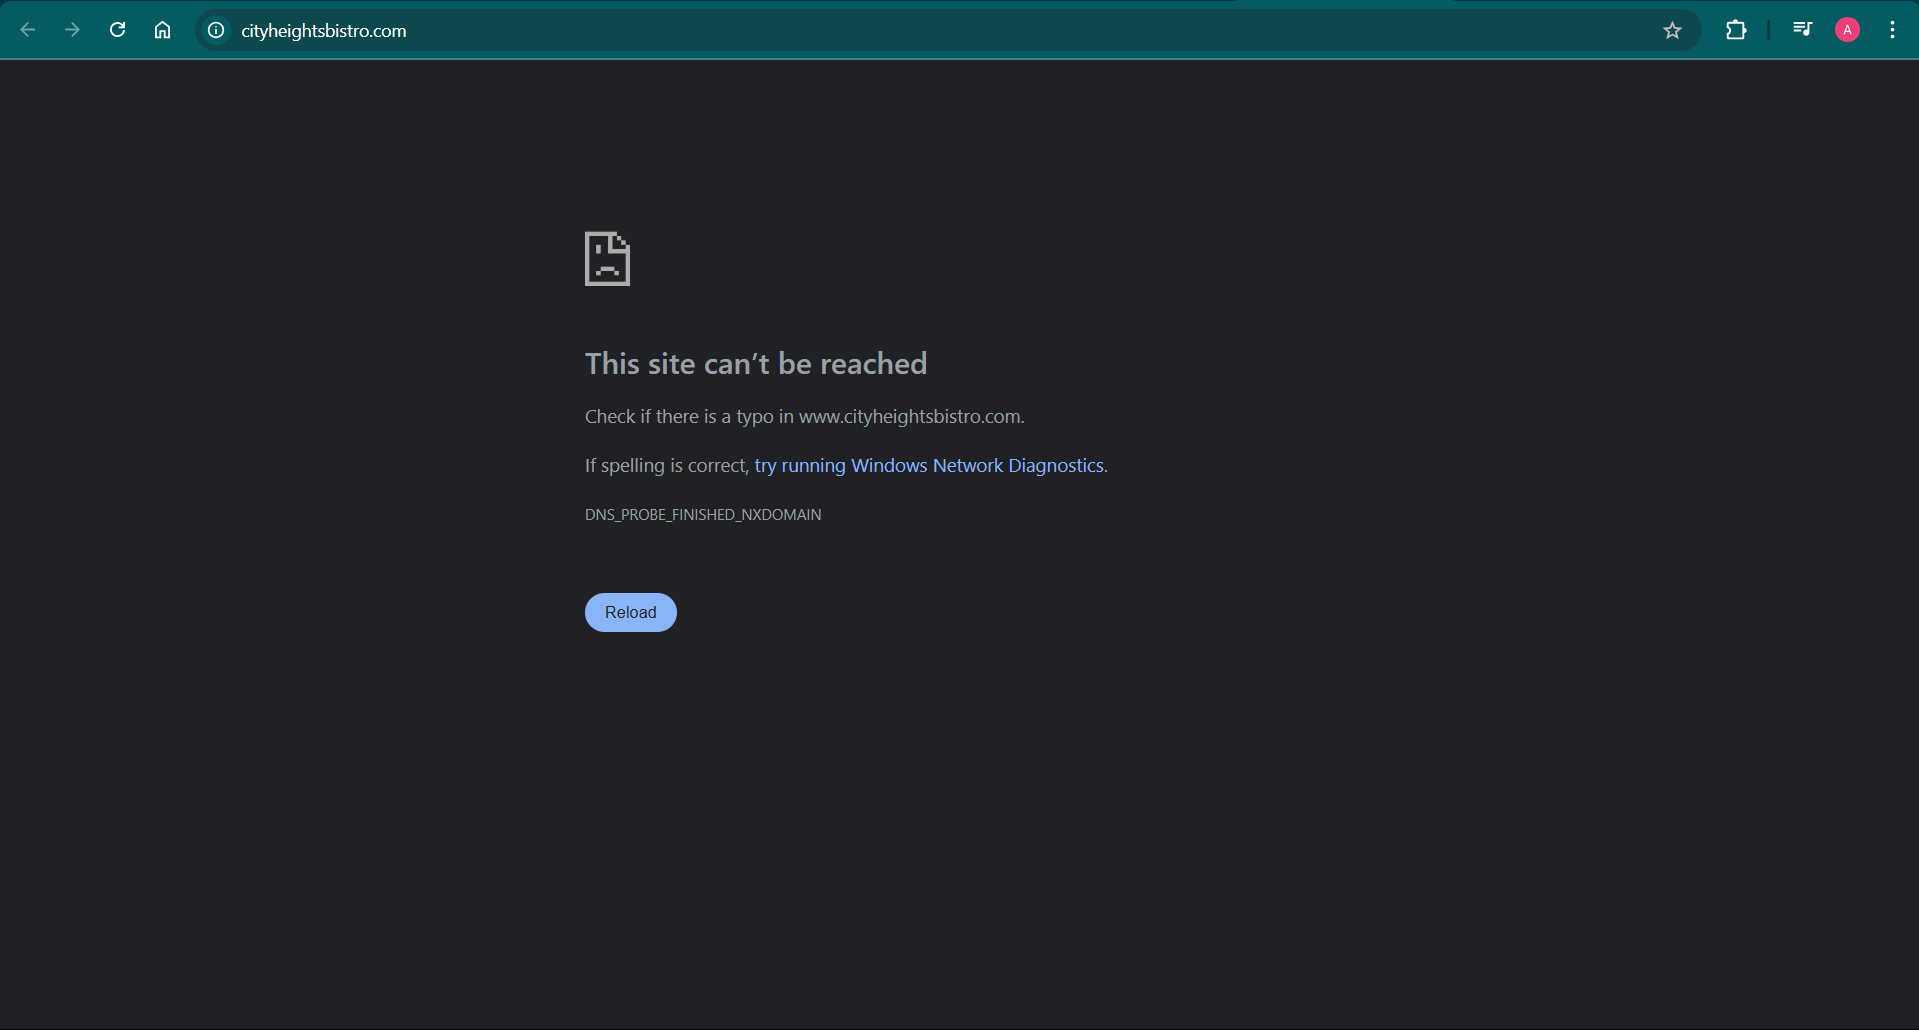 cityheightsbistro.com
A
This site can’t be reached
Check if there is a typo in www.cityheightsbistro.com.
If spelling is correct, try running Windows Network Diagnostics.
DNS_PROBE_FINISHED_NXDOMAIN
Reload